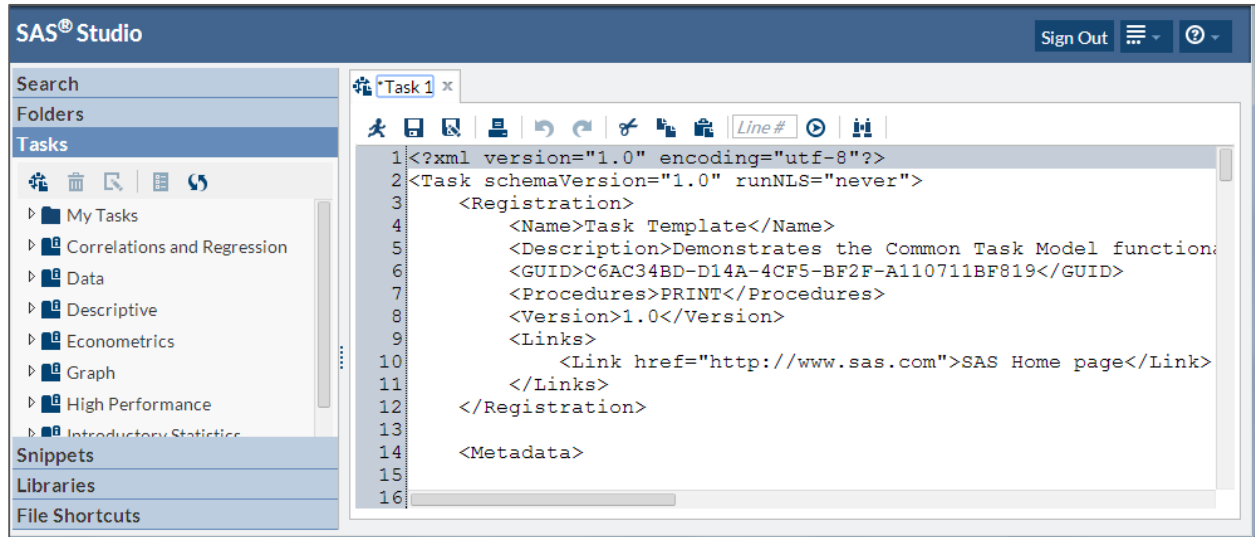 SAS® Studio
Sign Out
Search
Folders
Tasks
My Tasks
Correlations and Regression
Data
Descriptive
Econometrics
Graph
High Performance
Introductory Statistics
Snippets
Libraries
File Shortcuts
*Task 1
Line #
1 <?xml version="1.0" encoding="utf-8"?>
2 <Task schemaVersion="1.0" runNLS="never">
3 <Registration>
4 <Name>Task Template</Name>
5 <Description>Demonstrates the Common Task Model functiona
6 <GUID>C6AC34BD-D14A-4CF5-BF2F-A110711BF819</GUID>
7 <Procedures>PRINT</Procedures>
8 <Version>1.0</Version>
9 <Links>
10 <Link href="http://www.sas.com">SAS Home page</Link>
11 </Links>
12 </Registration>
13
14 <Metadata>
15
16